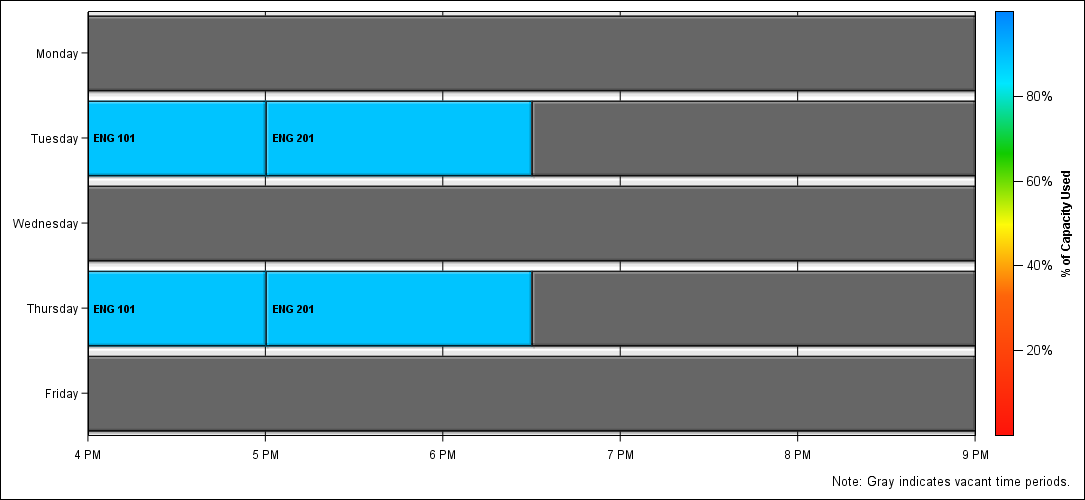 Monday
Tuesday
ENG 101
ENG 201
Wednesday
Thursday
ENG 101
ENG 201
Friday
4 PM
5 PM
6 PM
7 PM
8 PM
9 PM
80%
60%
40%
20%
% of Capacity Used
Note: Gray indicates vacant time periods.